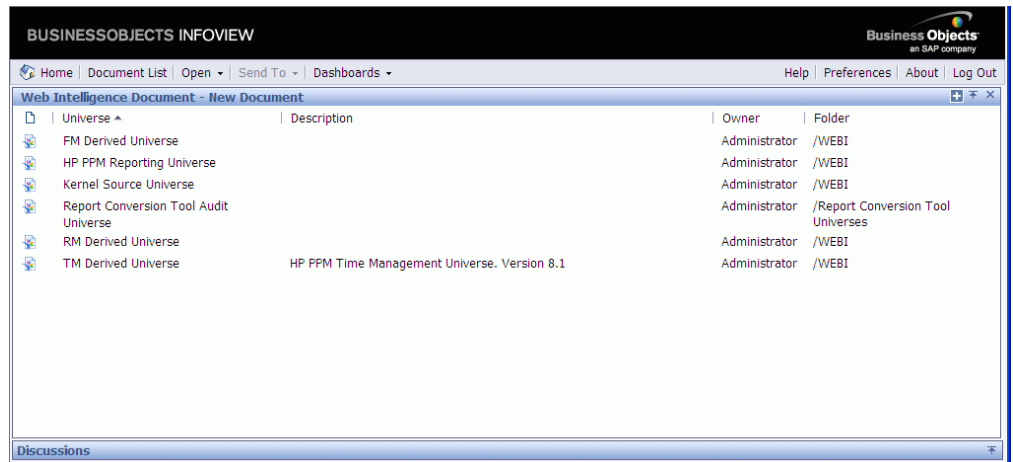 BUSINESSOBJECTS INFOVIEW
Business Objects
an SAP company
Home Document List Open Send To Dashboards Help Preferences About Log Out
Web Intelligence Document - New Document
Universe Description Owner Folder
FM Derived Universe Administrator /WEBI
HP PPM Reporting Universe Administrator /WEBI
Kernel Source Universe Administrator /WEBI
Report Conversion Tool Audit Administrator /Report Conversion Tool
Universe Universes
RM Derived Universe Administrator /WEBI
TM Derived Universe HP PPM Time Management Universe. Version 8.1 Administrator /WEBI
Discussions